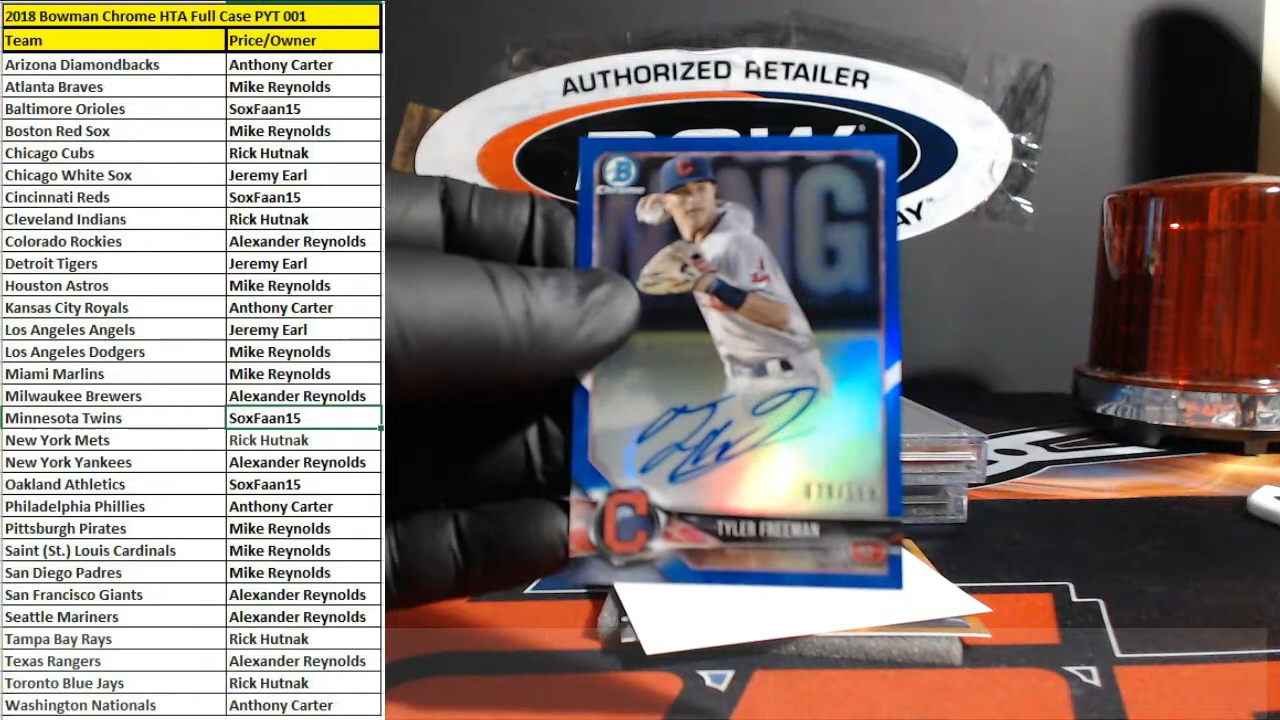 2018 Bowman Chrome HTA Full Case PYT 001
Team Price/Owner
Arizona Diamondbacks Anthony Carter
Atlanta Braves Mike Reynolds
Baltimore Orioles SoxFaan15
Boston Red Sox Mike Reynolds
Chicago Cubs Rick Hutnak
Chicago White Sox Jeremy Earl
Cincinnati Reds SoxFaan15
Cleveland Indians Rick Hutnak
Colorado Rockies Alexander Reynolds
Detroit Tigers Jeremy Earl
Houston Astros Mike Reynolds
Kansas City Royals Anthony Carter
Los Angeles Angels Jeremy Earl
Los Angeles Dodgers Mike Reynolds
Miami Marlins Mike Reynolds
Milwaukee Brewers Alexander Reynolds
Minnesota Twins SoxFaan15
New York Mets Rick Hutnak
New York Yankees Alexander Reynolds
Oakland Athletics SoxFaan15
Philadelphia Phillies Anthony Carter
Pittsburgh Pirates Mike Reynolds
Saint (St.) Louis Cardinals Mike Reynolds
San Diego Padres Mike Reynolds
San Francisco Giants Alexander Reynolds
Seattle Mariners Alexander Reynolds
Tampa Bay Rays Rick Hutnak
Texas Rangers Alexander Reynolds
Toronto Blue Jays Rick Hutnak
Washington Nationals Anthony Carter
AUTHORIZED RETAILER
B
Chrome
C
C
TYLER FREEMAN